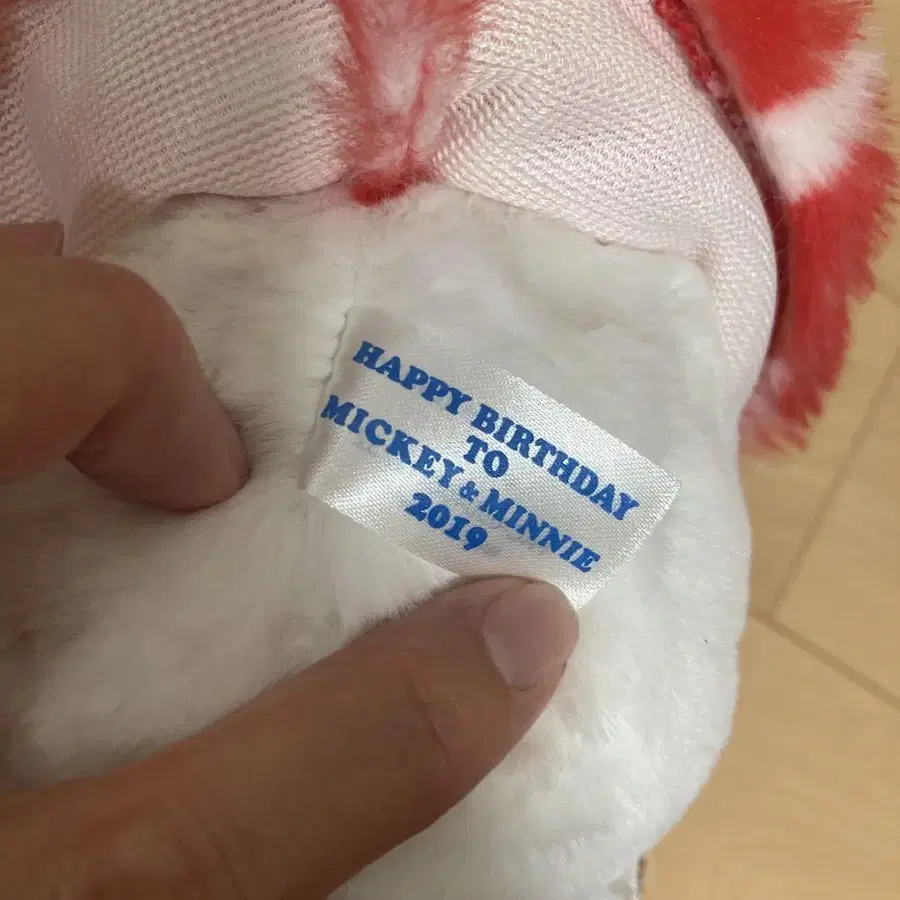 HAPPY BIRTHDAY
TO
MICKEY & MINNIE
2019